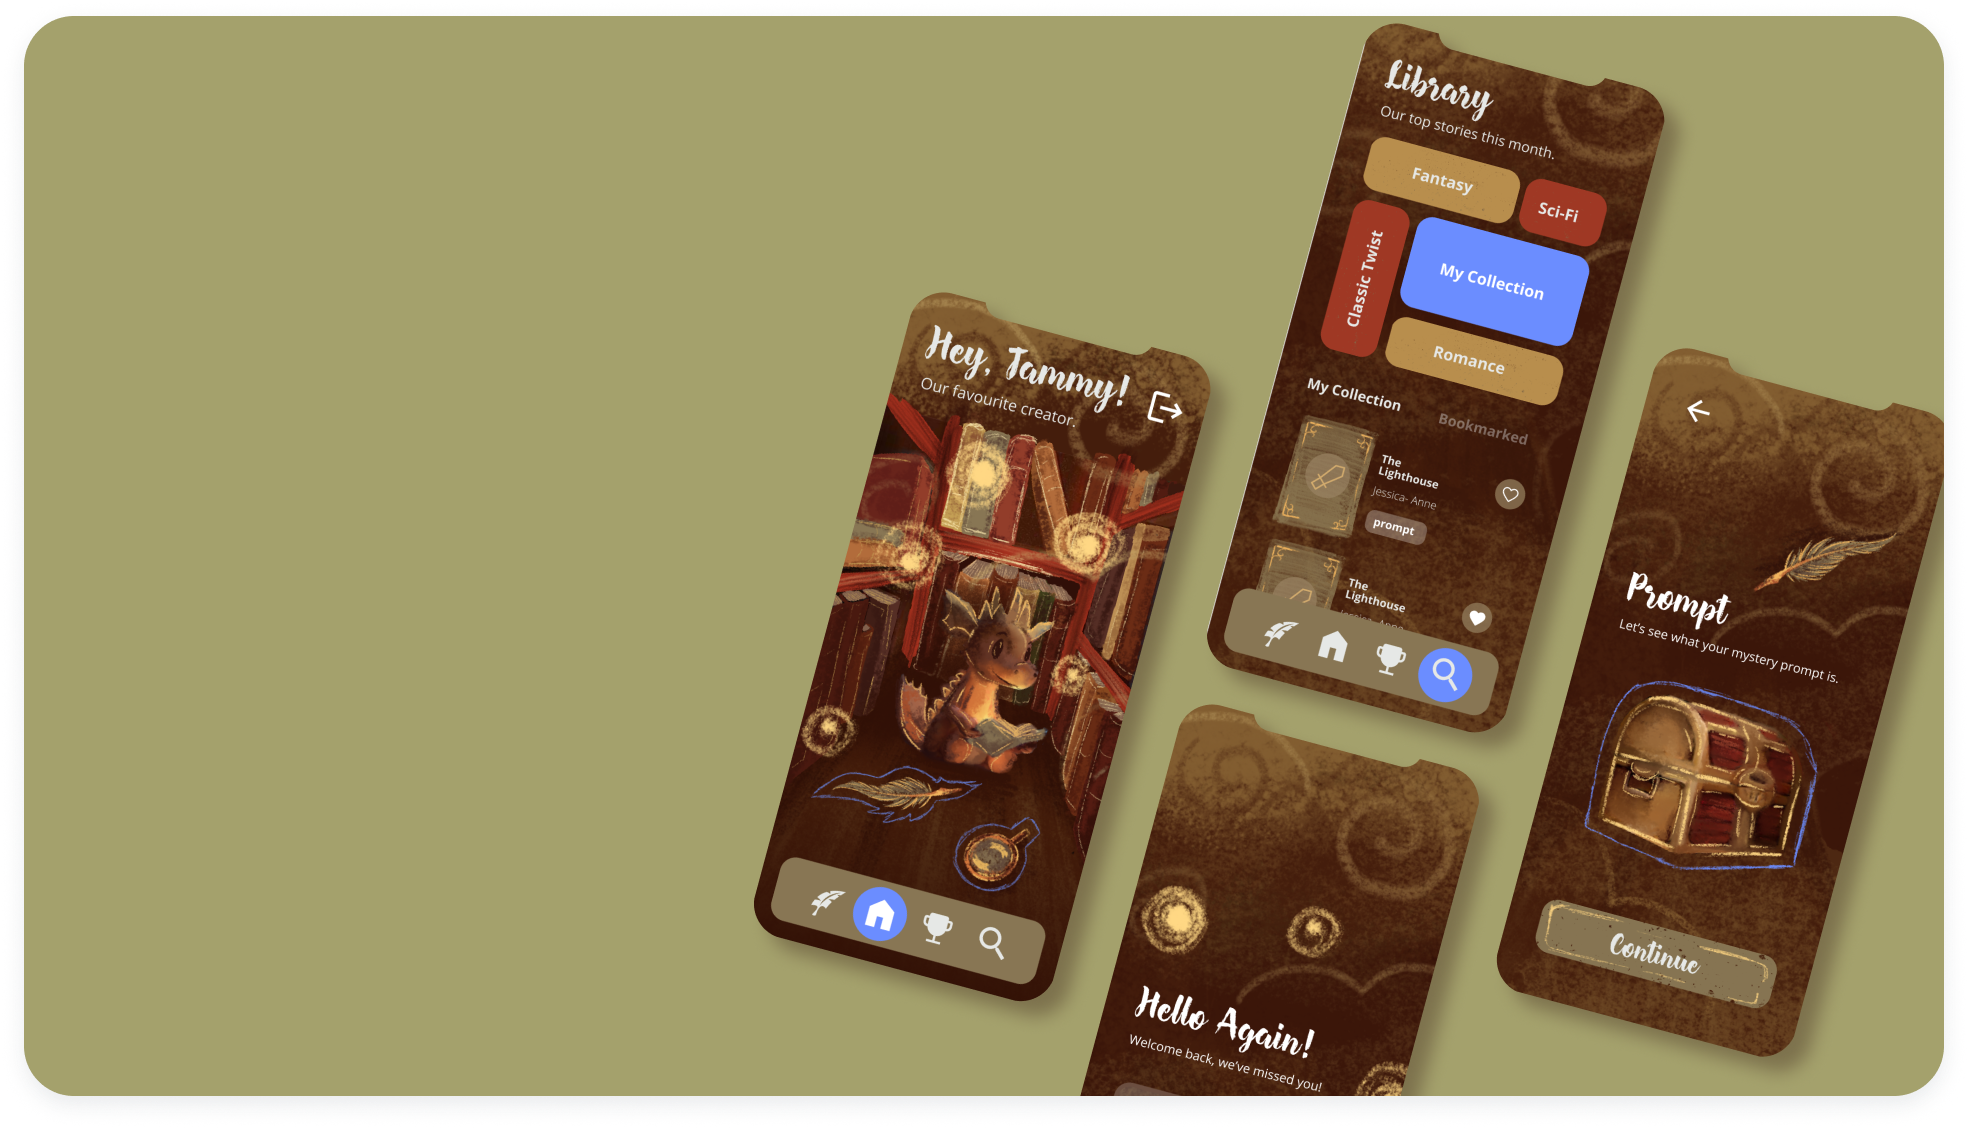 Hey, Tammy!
Our favourite creator.
Library
Our top stories this month.
Fantasy
Sci-Fi
Classic Twist
My Collection
Romance
My Collection
Bookmarked
The
Lighthouse
Jessica- Anne
prompt
The
Lighthouse
Jessica- Anne
Hello Again!
Welcome back, we've missed you!
Prompt
Let's see what your mystery prompt is.
Continue